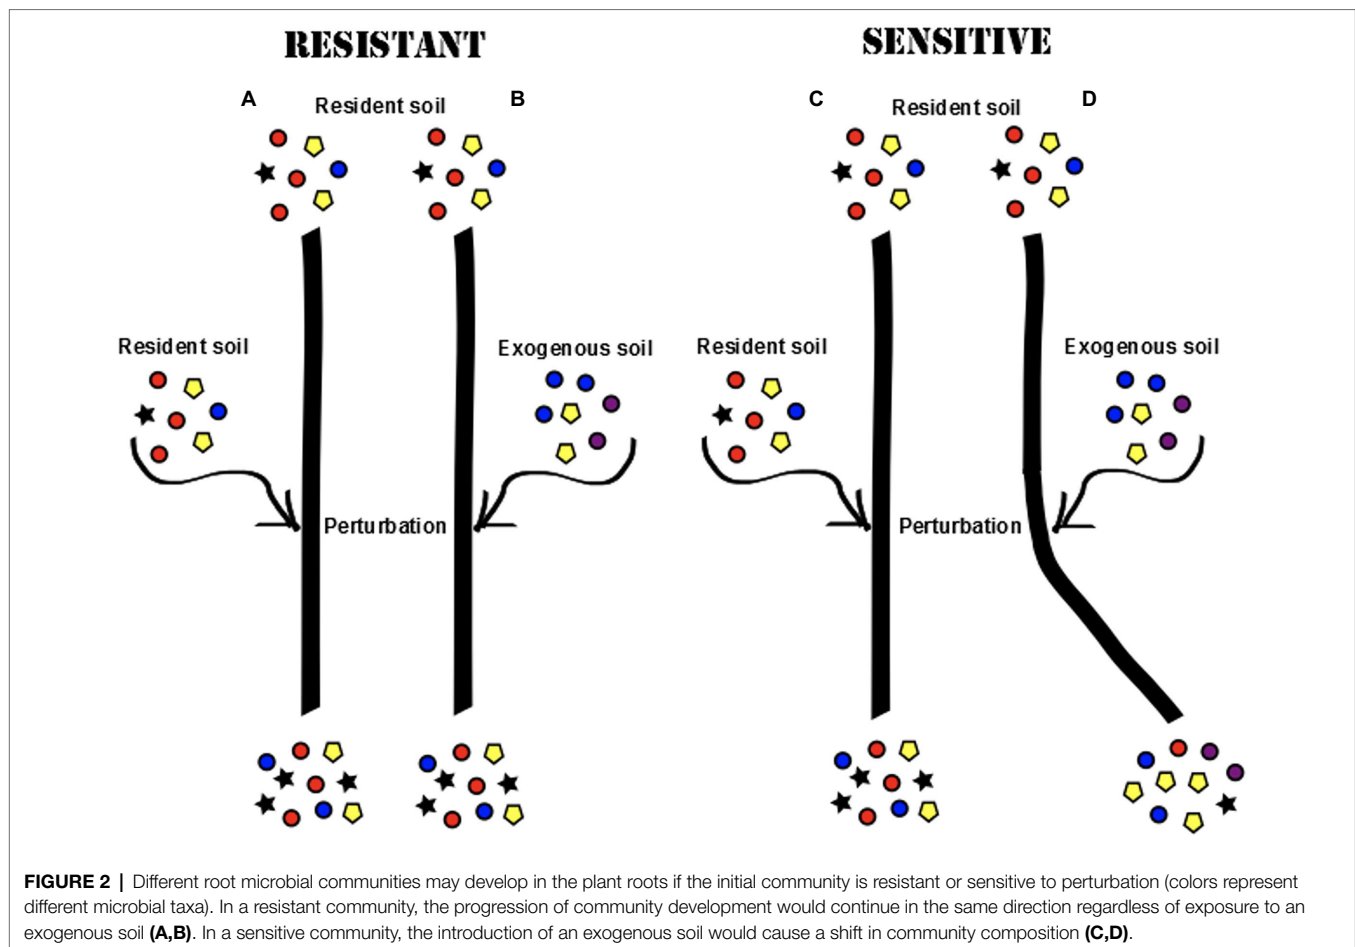 RESISTANT
SENSITIVE
A
Resident soil
B
C
Resident soil
D
Resident soil
Exogenous soil
Resident soil
Exogenous soil
Perturbation
Perturbation
FIGURE 2 | Different root microbial communities may develop in the plant roots if the initial community is resistant or sensitive to perturbation (colors represent
different microbial taxa). In a resistant community, the progression of community development would continue in the same direction regardless of exposure to an
exogenous soil (A,B). In a sensitive community, the introduction of an exogenous soil would cause a shift in community composition (C,D).